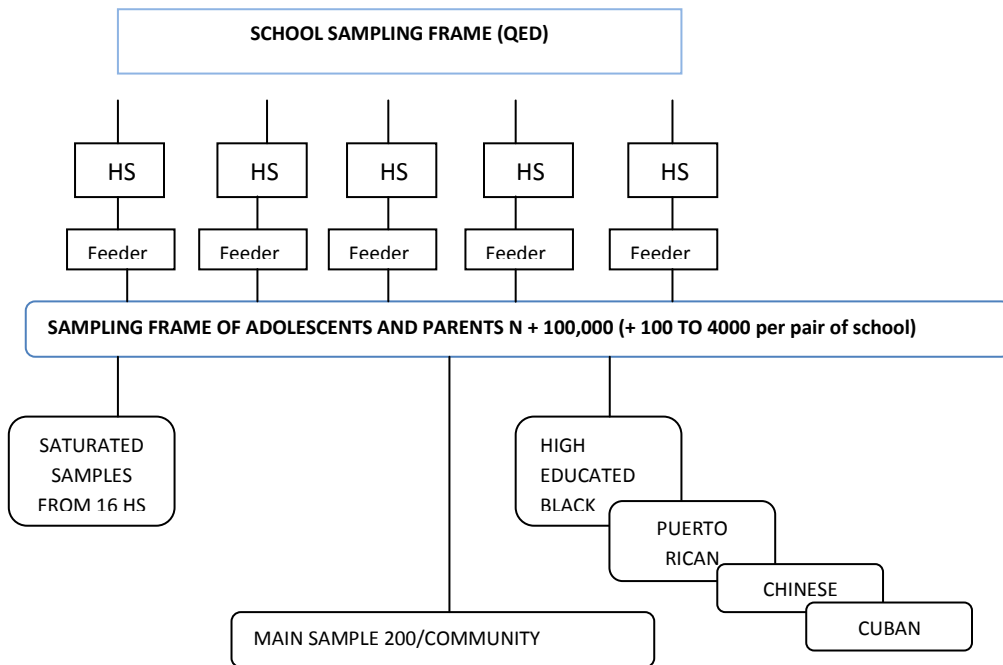 SCHOOL SAMPLING FRAME (QED)
HS HS HS HS HS
Feeder Feeder Feeder Feeder Feeder
SAMPLING FRAME OF ADOLESCENTS AND PARENTS N + 100,000 (+ 100 TO 4000 per pair of school)
SATURATED
SAMPLES
FROM 16 HS
HIGH
EDUCATED
BLACK
PUERTO
RICAN
CHINESE
CUBAN
MAIN SAMPLE 200/COMMUNITY